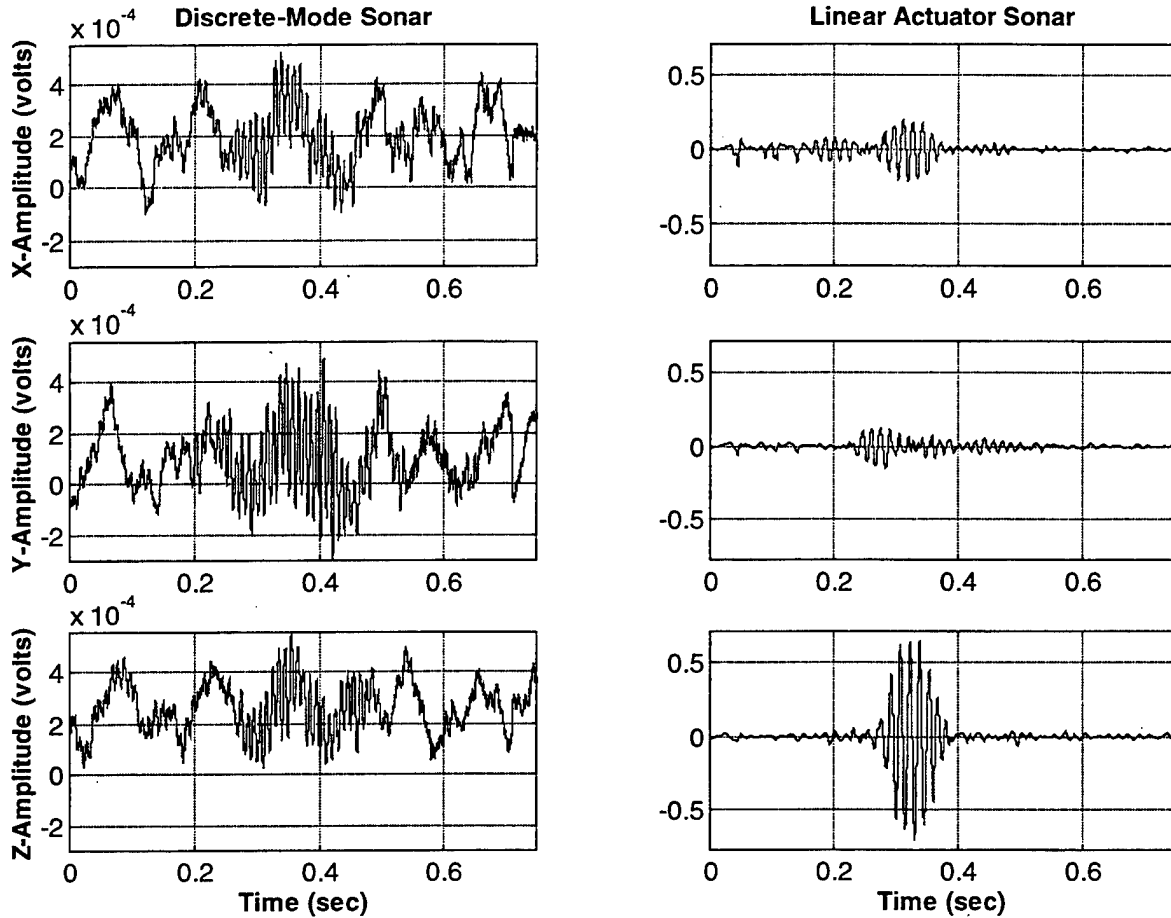 Discrete-Mode Sonar
Linear Actuator Sonar
x 10-4
X-Amplitude (volts)
4
2
0
-2
0 0.2 0.4 0.6
0.5
0
-0.5
0 0.2 0.4 0.6
x 10-4
Y-Amplitude (volts)
4
2
0
-2
0 0.2 0.4 0.6
0.5
0
-0.5
0 0.2 0.4 0.6
x 10-4
Z-Amplitude (volts)
4
2
0
-2
0 0.2 0.4 0.6
Time (sec)
0.5
0
-0.5
0 0.2 0.4 0.6
Time (sec)